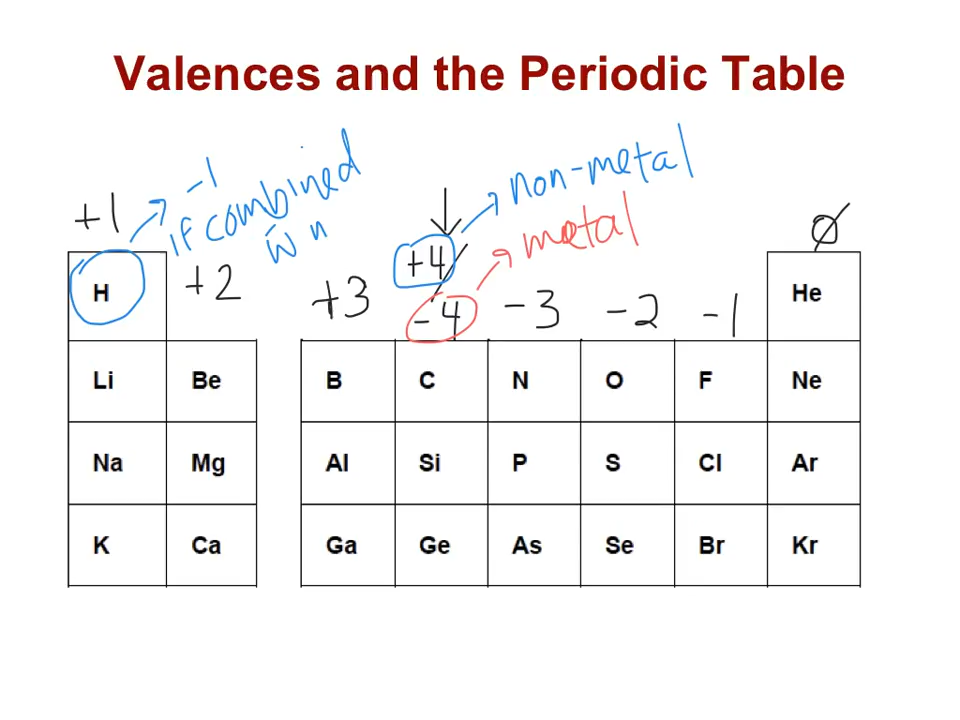 Valences and the Periodic Table
-1
if combined
w n
non-metal
metal
+1
+4
-4
+2
+3
-3
-2
-1
0
H
He
Li Be B C N O F Ne
Na Mg Al Si P S Cl Ar
K Ca Ga Ge As Se Br Kr